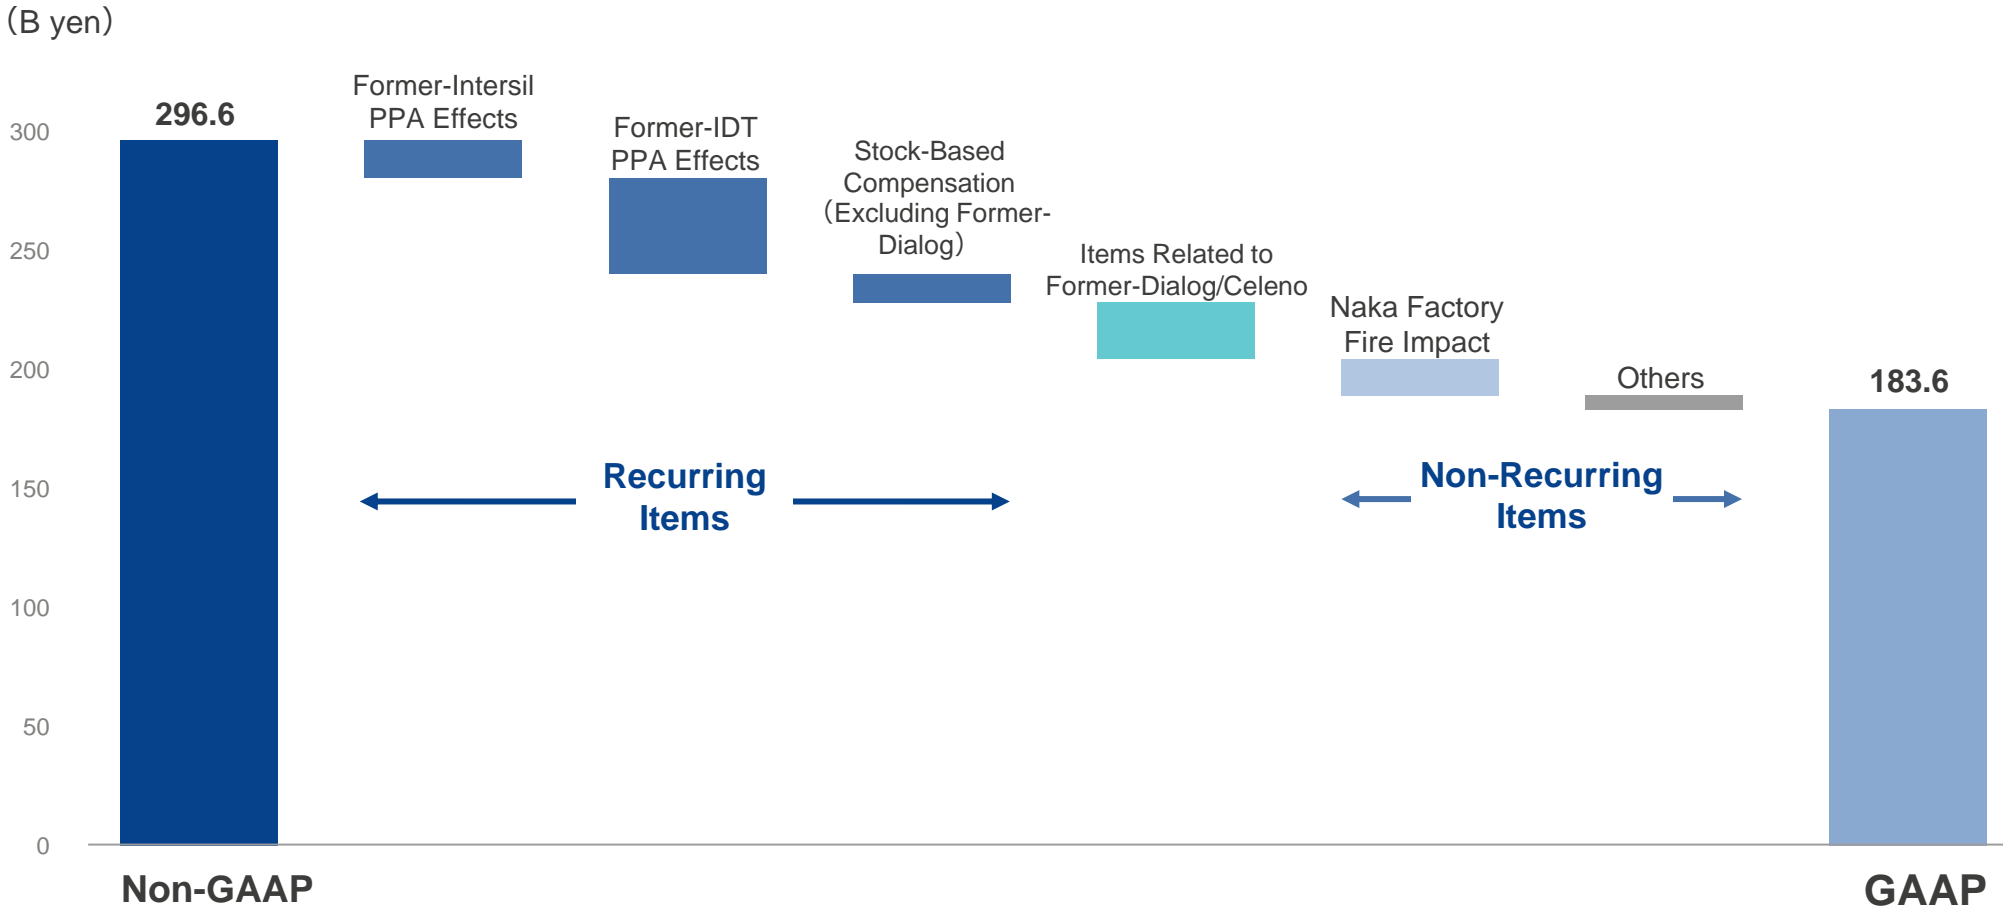 （B yen）
296.6
Former-Intersil
PPA Effects
Former-IDT
PPA Effects
Stock-Based
Compensation
（Excluding Former-
Dialog）
Items Related to
Former-Dialog/Celeno
Naka Factory
Fire Impact
Others
183.6
300
250
200
150
100
50
0
Recurring
Items
Non-Recurring
Items
Non-GAAP
GAAP